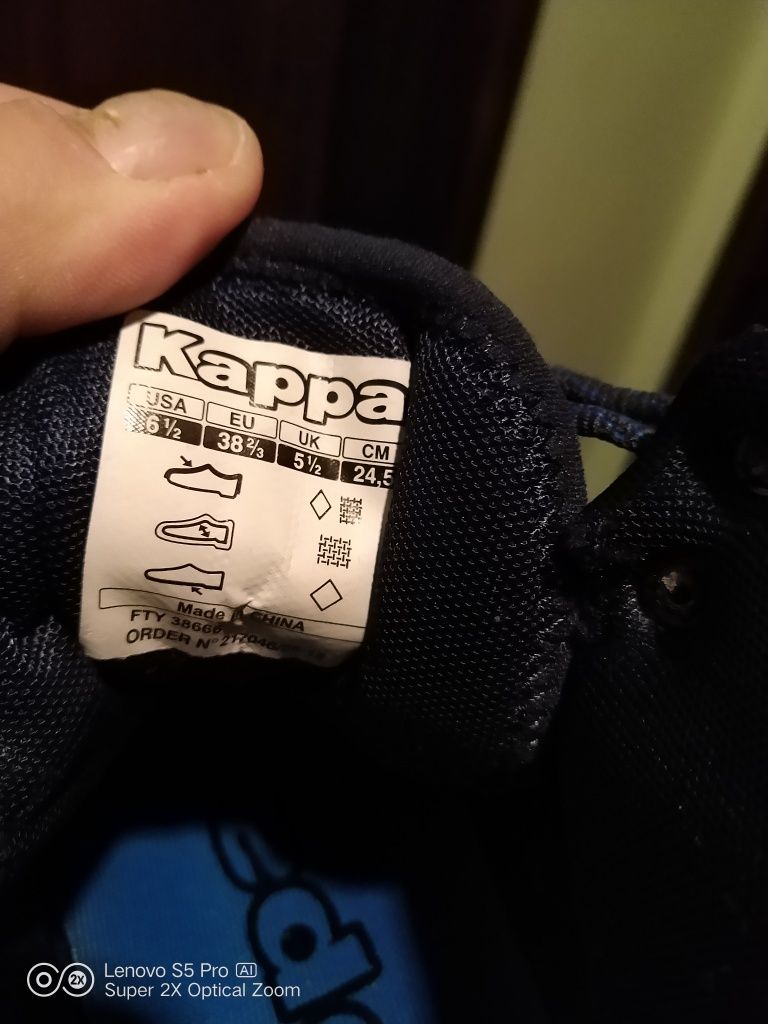 Kappa
USA EU UK CM
6 1/2 38 2/3 5 1/2 24,5
Made CHINA
FTY
ORDER N°
Lenovo S5 Pro AI
2X
Super 2X Optical Zoom